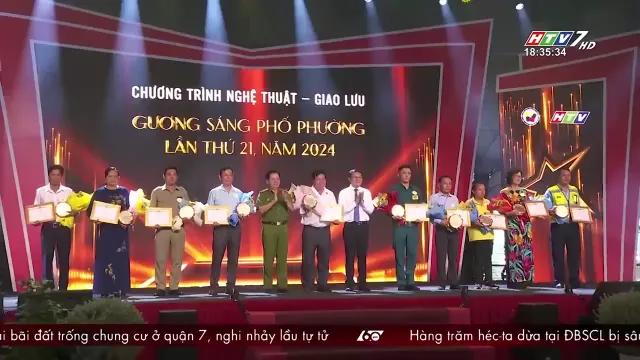 HTV7 HD
18:35:34
CHƯƠNG TRÌNH NGHỆ THUẬT – GIAO LƯU
GƯƠNG SÁNG PHỐ PHƯỜNG
LẦN THỨ 21, NĂM 2024
HTV
bãi đất trống chung cư ở quận 7, nghi nhảy lầu tự tử
60
Hàng trăm héc-ta dừa tại ĐBSCL bị